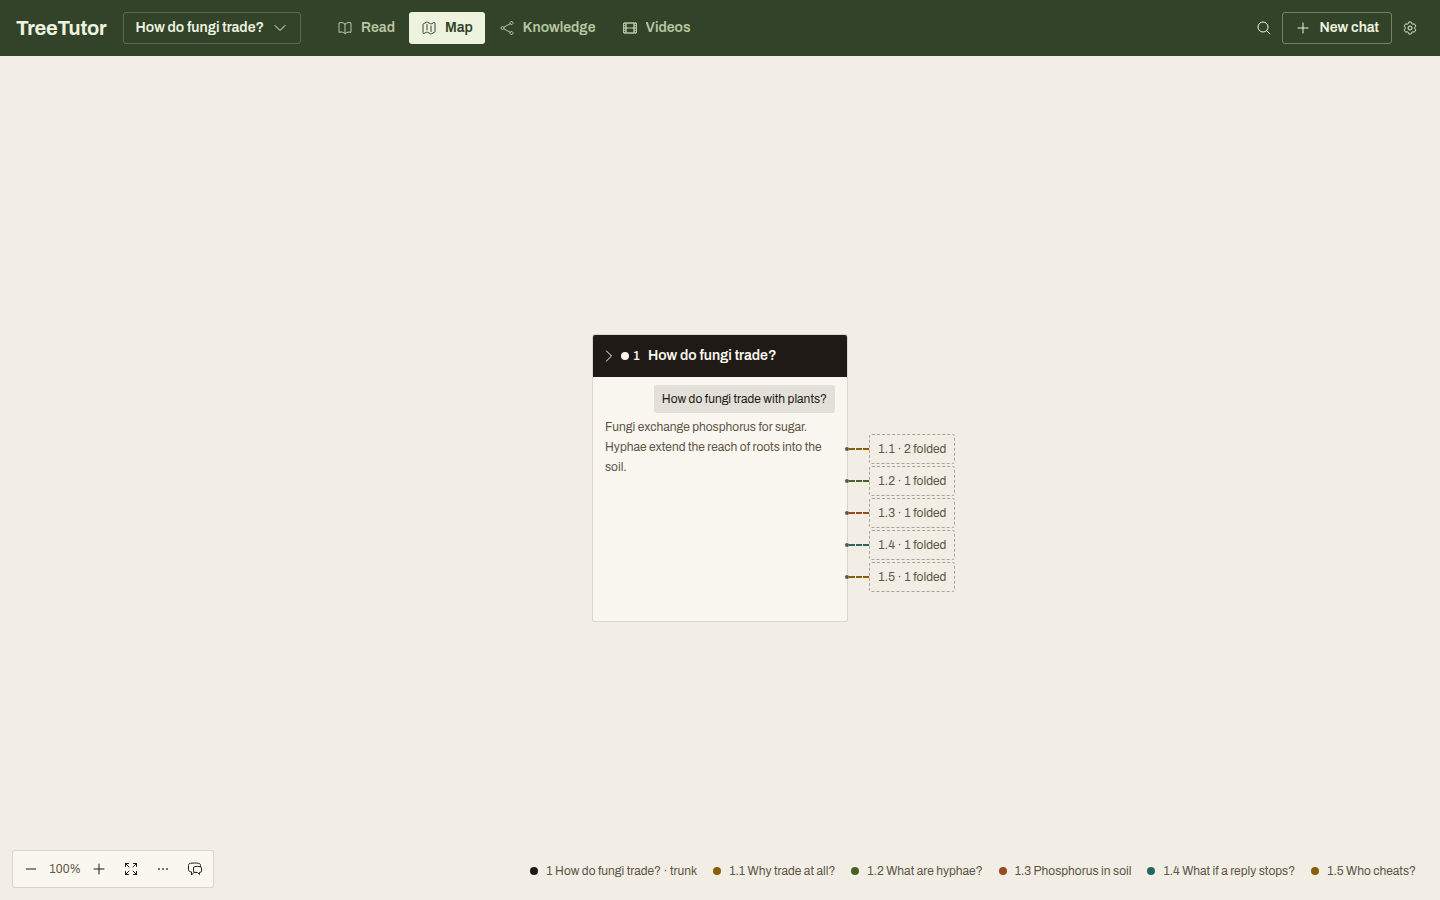 TreeTutor
How do fungi trade?
Read
Map
Knowledge
Videos
New chat
1 How do fungi trade?
How do fungi trade with plants?
Fungi exchange phosphorus for sugar.
Hyphae extend the reach of roots into the
soil.
1.1 · 2 folded
1.2 · 1 folded
1.3 · 1 folded
1.4 · 1 folded
1.5 · 1 folded
100%
1 How do fungi trade? · trunk
1.1 Why trade at all?
1.2 What are hyphae?
1.3 Phosphorus in soil
1.4 What if a reply stops?
1.5 Who cheats?